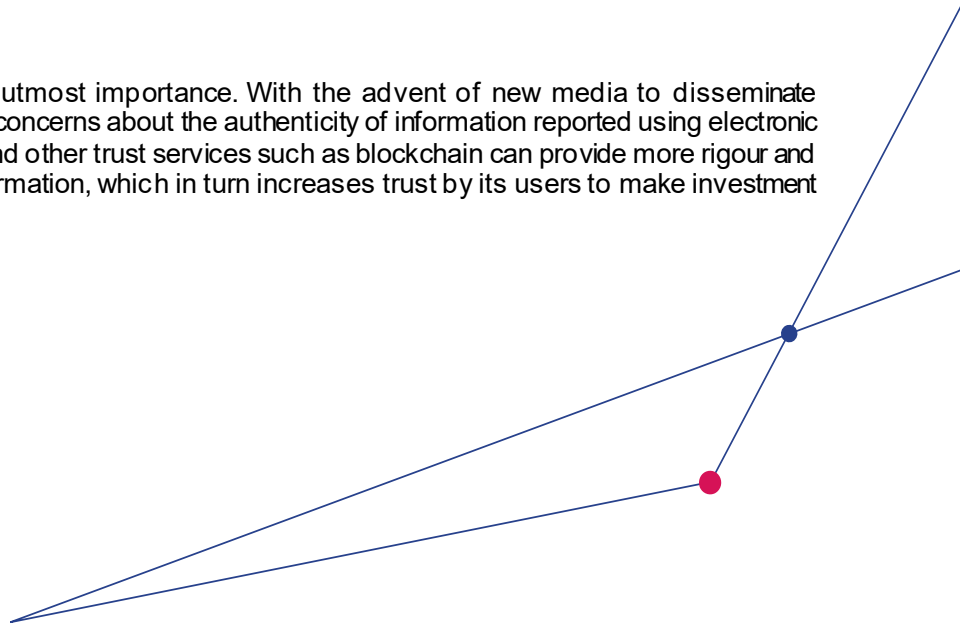 utmost importance. With the advent of new media to disseminate
concerns about the authenticity of information reported using electronic
other trust services such as blockchain can provide more rigour and
which in turn increases trust by its users to make investment